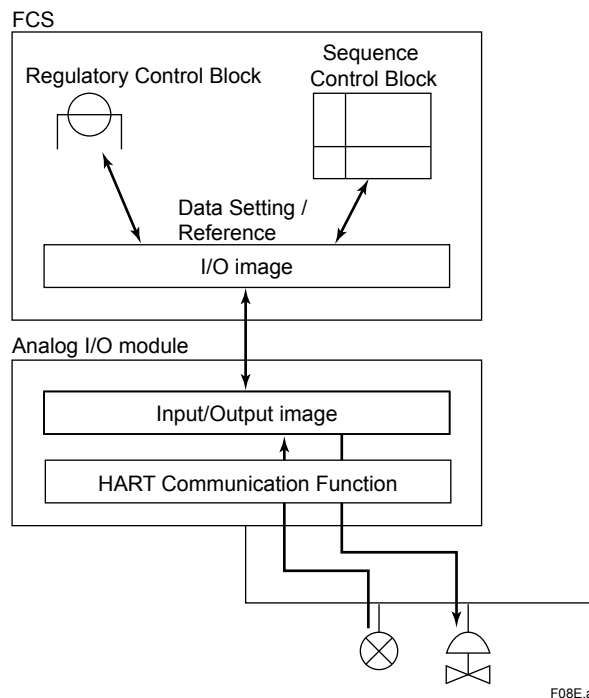 FCS
Regulatory Control Block
Sequence
Control Block
Data Setting /
Reference
I/O image
Analog I/O module
Input/Output image
HART Communication Function
F08E.a